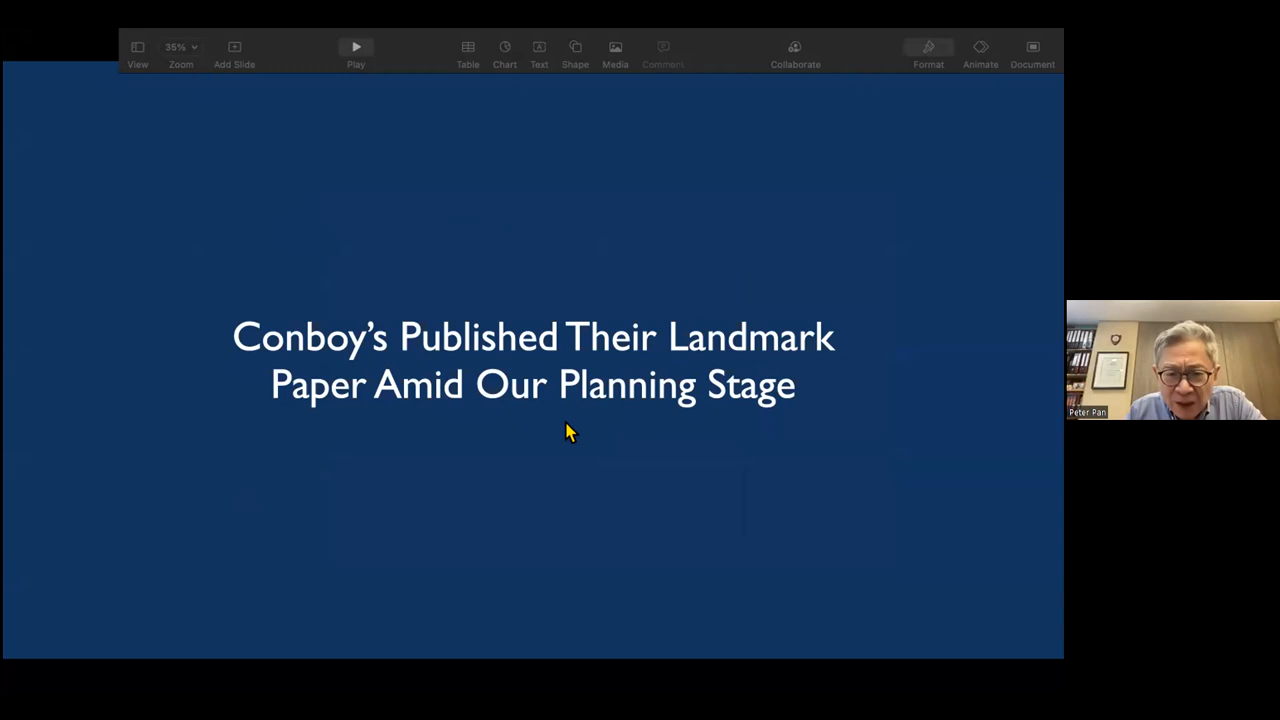 35%
View
Zoom
Add Slide
Play
Table
Chart
Text
Shape
Media
Comment
Collaborate
Format
Animate
Document
Conboy’s Published Their Landmark
Paper Amid Our Planning Stage
Peter Pan